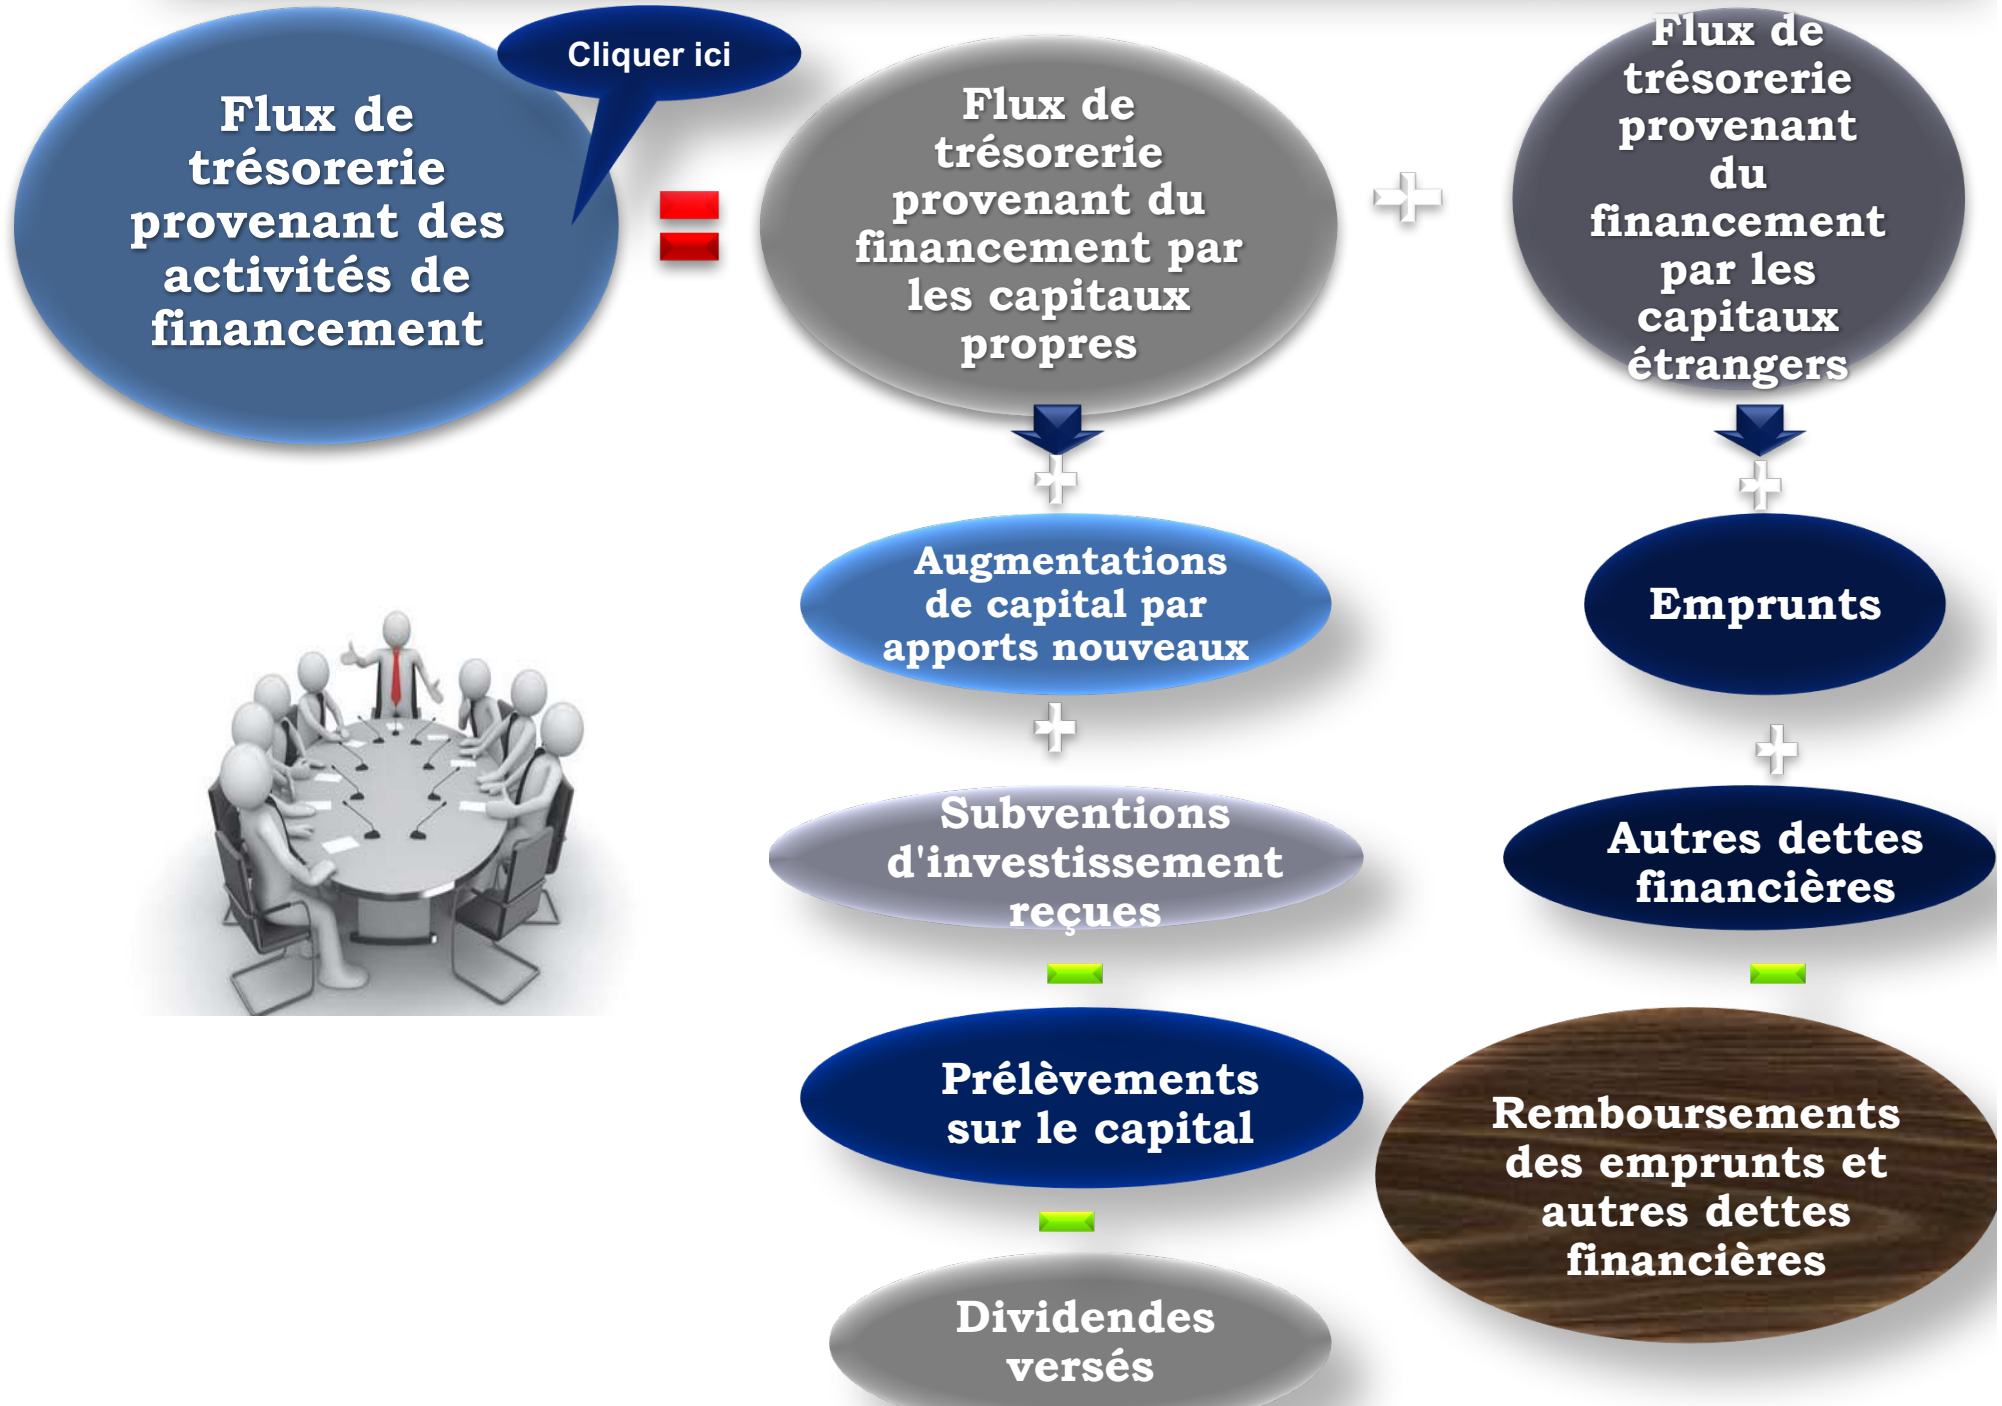 Cliquer ici
Flux de
trésorerie
provenant des
activités de
financement
Flux de
trésorerie
provenant du
financement par
les capitaux
propres
Flux de
trésorerie
provenant
du
financement
par les
capitaux
étrangers
Augmentations
de capital par
apports nouveaux
Subventions
d'investissement
reçues
Prélèvements
sur le capital
Dividendes
versés
Emprunts
Autres dettes
financières
Remboursements
des emprunts et
autres dettes
financières